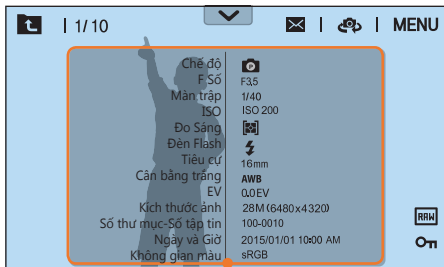 1/10 MENU
Chế độ P
F Số F3.5
Màn trập 1/40
ISO ISO 200
Đo Sáng
Đèn Flash
Tiêu cự 16mm
Cân bằng trắng AWB
EV 0.0 EV
Kích thước ảnh 28M (6480x4320)
Số thư mục-Số tập tin 100-0010
Ngày và Giờ 2015/01/01 10:00 AM
Không gian màu sRGB
RAW